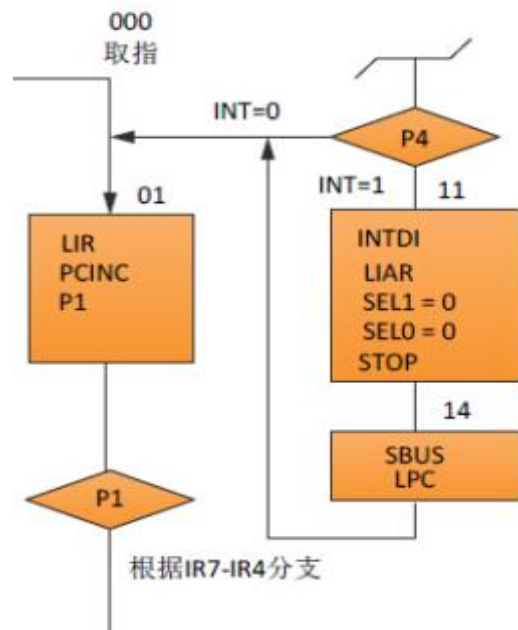 000
取指
INT=0
P4
INT=1
11
01
LIR
PCINC
P1
INTDI
LIAR
SEL1 = 0
SEL0 = 0
STOP
14
SBUS
LPC
P1
根据IR7-IR4分支